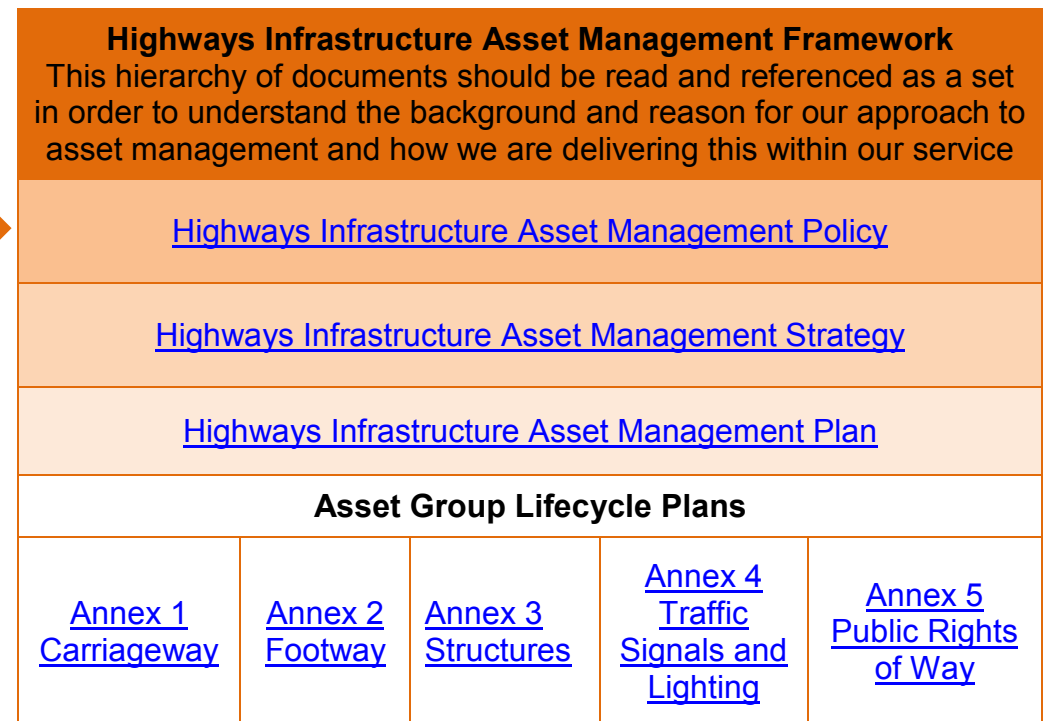 Highways Infrastructure Asset Management Framework
This hierarchy of documents should be read and referenced as a set
in order to understand the background and reason for our approach to
asset management and how we are delivering this within our service
Highways Infrastructure Asset Management Policy
Highways Infrastructure Asset Management Strategy
Highways Infrastructure Asset Management Plan
Asset Group Lifecycle Plans
Annex 1
Carriageway
Annex 2
Footway
Annex 3
Structures
Annex 4
Traffic
Signals and
Lighting
Annex 5
Public Rights
of Way